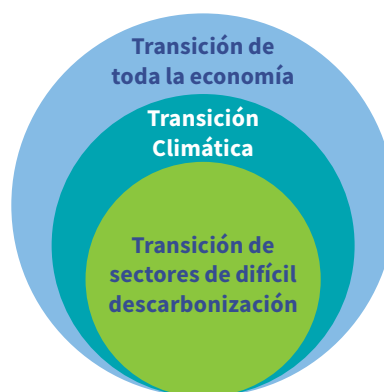 Transición de
toda la economía
Transición
Climática
Transición de
sectores de difícil
descarbonización